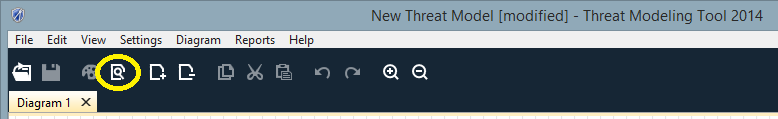 New Threat Model [modified] - Threat Modeling Tool 2014
File Edit View Settings Diagram Reports Help
Diagram 1